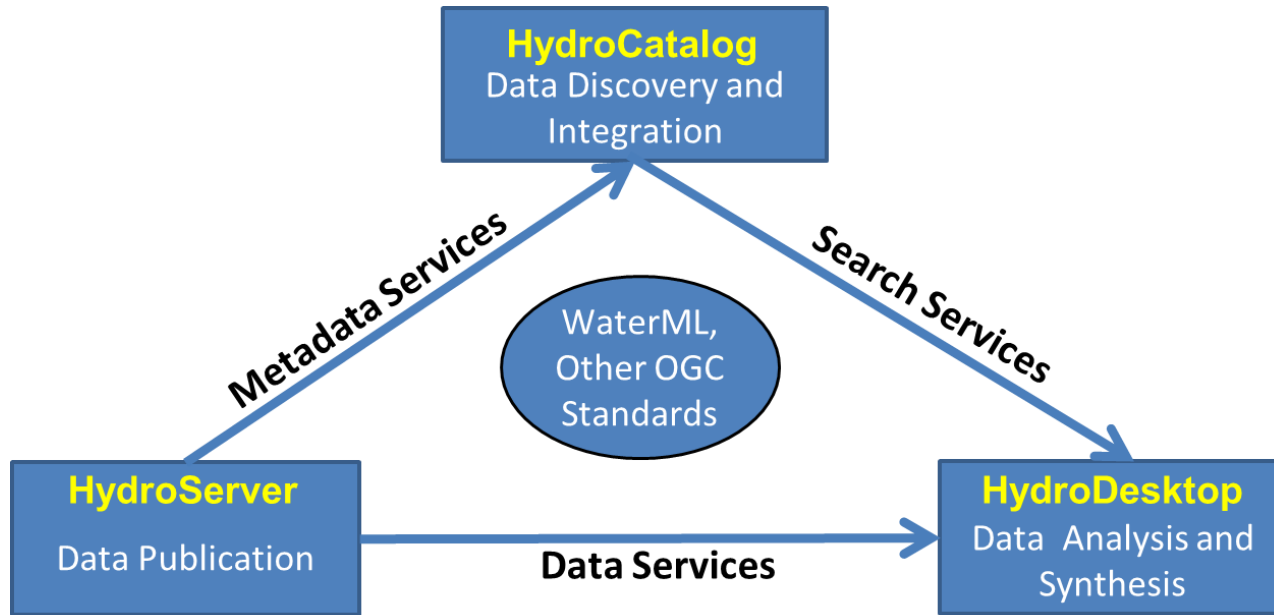 HydroCatalog
Data Discovery and
Integration
Metadata Services
Search Services
WaterML,
Other OGC
Standards
HydroServer
Data Publication
Data Services
HydroDesktop
Data Analysis and
Synthesis